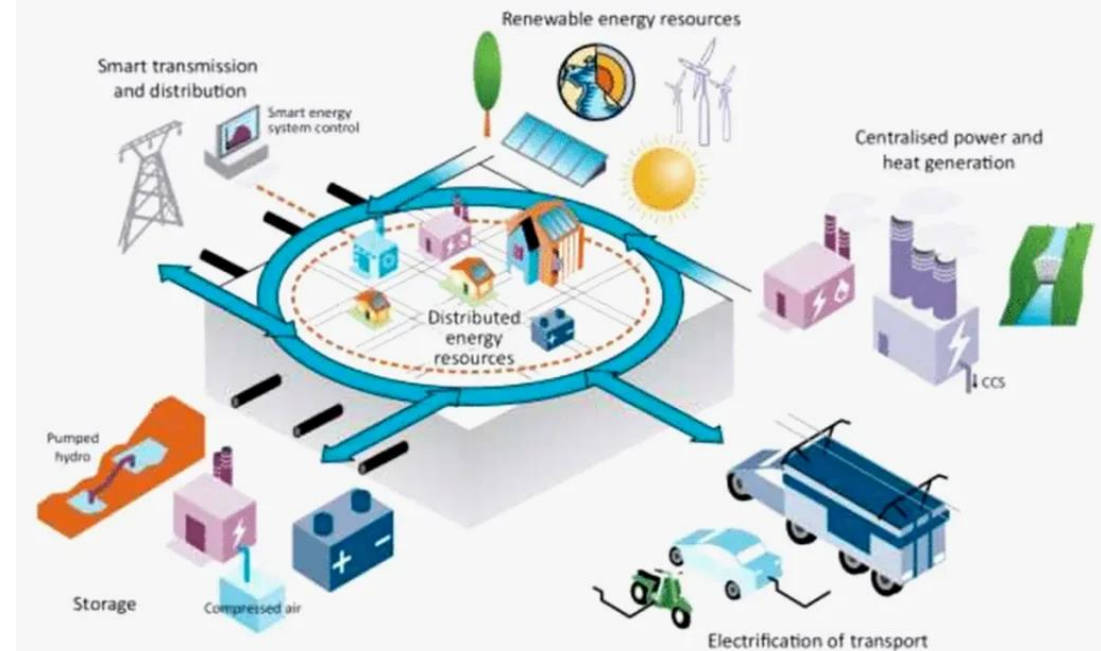 Renewable energy resources
Smart transmission
and distribution
Smart energy
system control
Centralised power and
heat generation
Distributed
energy
resources
CCS
Pumped
hydro
Storage
Compressed air
Electrification of transport